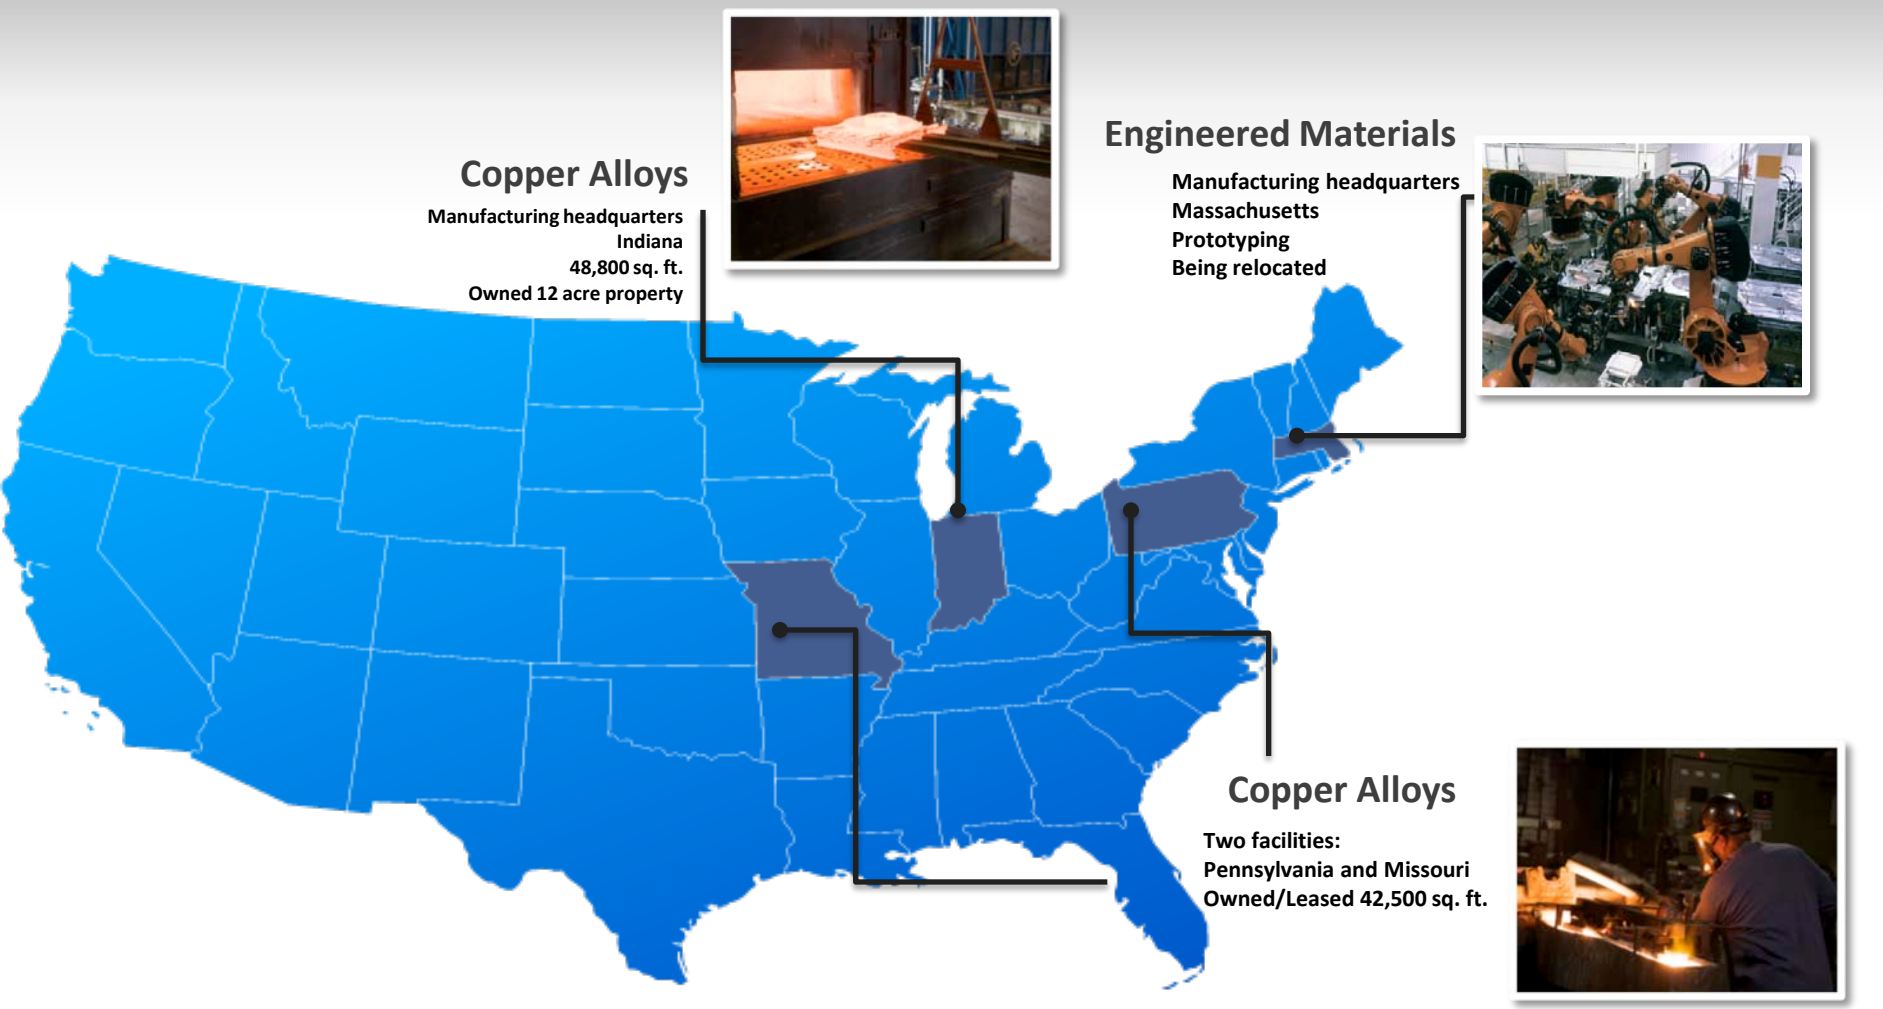 Copper Alloys
Manufacturing headquarters
Indiana
48,800 sq. ft.
Owned 12 acre property
Engineered Materials
Manufacturing headquarters
Massachusetts
Prototyping
Being relocated
Copper Alloys
Two facilities:
Pennsylvania and Missouri
Owned/Leased 42,500 sq. ft.